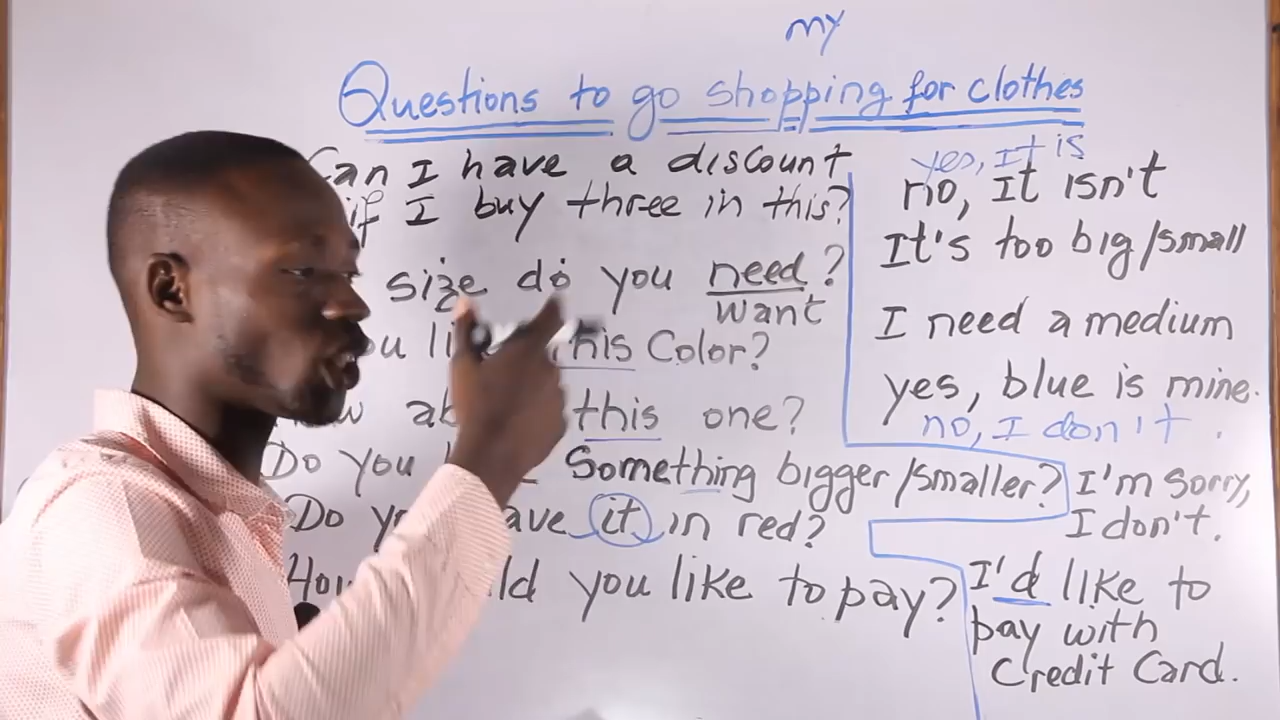 my
Questions to go shopping for clothes
Can I have a discount
if I buy three in this?
size do you need?
want
this Color?
this one?
Do you Something bigger/smaller?
Do it in red?
you like to pay?
yes, It is
no, It isn't
It's too big/small
I need a medium
yes, blue is mine.
no, I don't.
I'm Sorry,
I don't.
I'd like to
pay with
Credit Card.